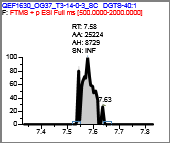 QEF1630_OG37_T3-14-0-3_SC DGTS-40:1
F: FTMS + p ESI Full ms [500.0000-2000.0000]
RT: 7.58
AA: 25224
AH: 8729
SN: INF
100
80
7.63
60
40
20
0
7.4 7.5 7.6 7.7 7.8